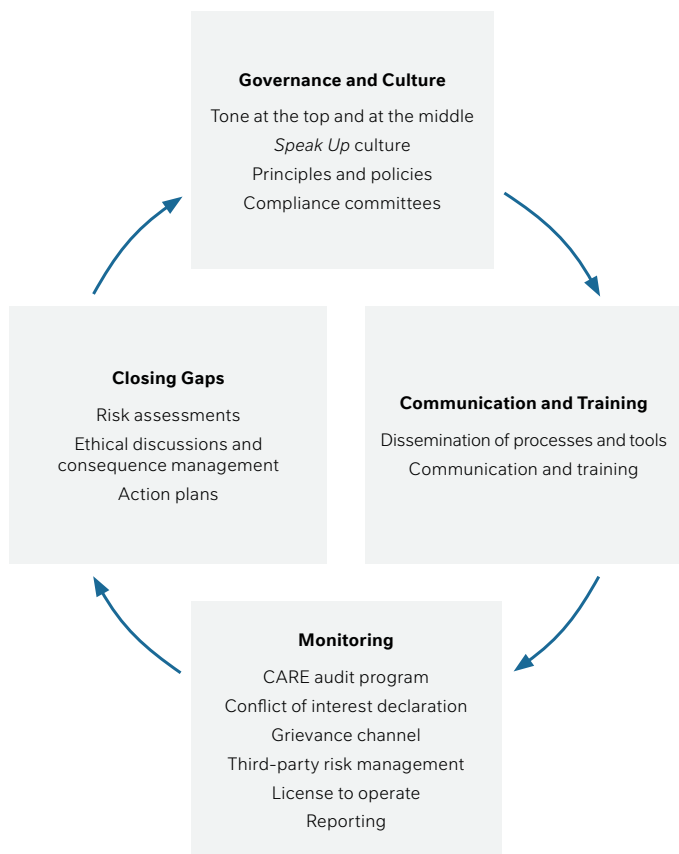 Governance and Culture
Tone at the top and at the middle
Speak Up culture
Principles and policies
Compliance committees
Closing Gaps
Risk assessments
Ethical discussions and
consequence management
Action plans
Communication and Training
Dissemination of processes and tools
Communication and training
Monitoring
CARE audit program
Conflict of interest declaration
Grievance channel
Third-party risk management
License to operate
Reporting